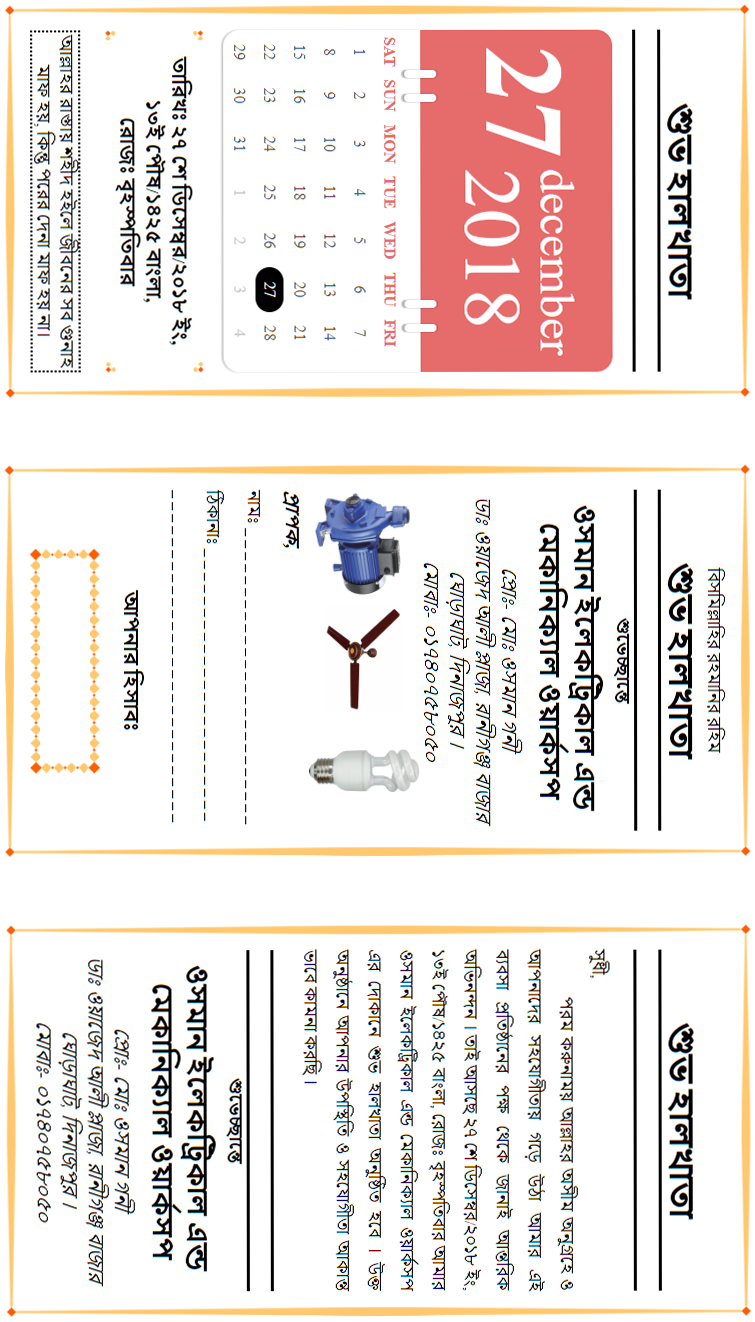 শুভ হালখাতা
27 december
2018
SAT SUN MON TUE WED THU FRI
1 2 3 4 5 6 7
8 9 10 11 12 13 14
15 16 17 18 19 20 21
22 23 24 25 26 27 28
29 30 31 1 2 3 4
তারিখঃ ২৭ শে ডিসেম্বর/২০১৮ ইং,
১৩ই পৌষ/১৪২৫ বাংলা,
রোজঃ বৃহস্পতিবার
আল্লাহর রাস্তায় শহীদ হইলে জীবনের সব গুনাহ
মাফ হয়, কিন্তু পরের দেনা মাফ হয় না।
বিসমিল্লাহির রহমানির রহিম
শুভ হালখাতা
শুভেচ্ছান্তে
ওসমান ইলেকট্রিকাল এন্ড
মেকানিক্যাল ওয়ার্কসপ
প্রোঃ- মোঃ ওসমান গনী
ডাঃ ওয়াজেদ আলী প্লাজা, রানীগঞ্জ বাজার
ঘোড়াঘাট, দিনাজপুর ।
মোবাঃ- ০১৭৪০৭৫৮০৫০
প্রাপক,
নামঃ
ঠিকানাঃ
আপনার হিসাবঃ
শুভ হালখাতা
সুধী,
পরম করুনাময় আল্লাহর অসীম অনুগ্রহে ও
আপনাদের সহযোগীতায় গড়ে উঠা আমার এই
ব্যবসা প্রতিষ্ঠানের পক্ষ থেকে জানাই আন্তরিক
অভিনন্দন । তাই আসছে ২৭ শে ডিসেম্বর/২০১৮ ইং,
১৩ই পৌষ/১৪২৫ বাংলা, রোজঃ বৃহস্পতিবার আমার
ওসমান ইলেকট্রিকাল এন্ড মেকানিকাল ওয়ার্কসপ
এর দোকানে শুভ হালখাতা অনুষ্ঠিত হবে । উক্ত
অনুষ্ঠানে আপনার উপস্থিতি ও সহযোগীতা আকান্ত
ভাবে কামনা করছি ।
শুভেচ্ছান্তে
ওসমান ইলেকট্রিকাল এন্ড
মেকানিক্যাল ওয়ার্কসপ
প্রোঃ- মোঃ ওসমান গনী
ডাঃ ওয়াজেদ আলী প্লাজা, রানীগঞ্জ বাজার
ঘোড়াঘাট, দিনাজপুর ।
মোবাঃ- ০১৭৪০৭৫৮০৫০